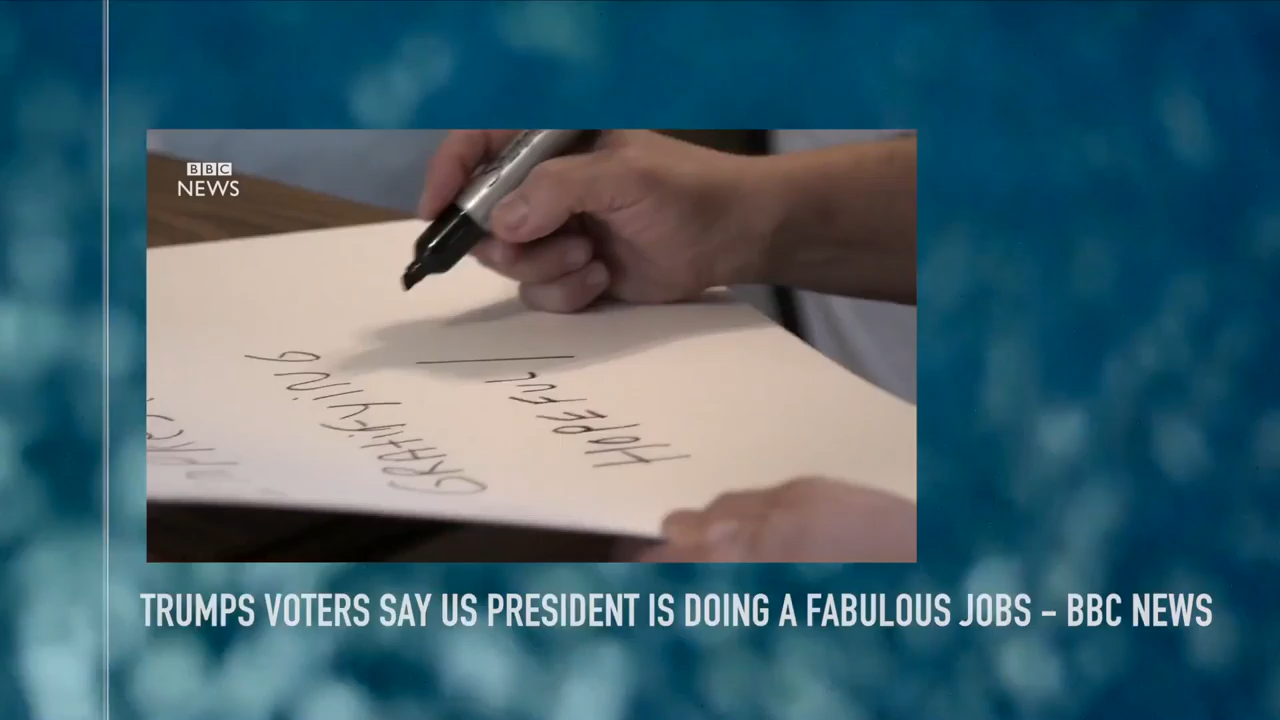 BBC
NEWS
HOPEFUL
GRATIFYING
TRUMPS VOTERS SAY US PRESIDENT IS DOING A FABULOUS JOBS - BBC NEWS